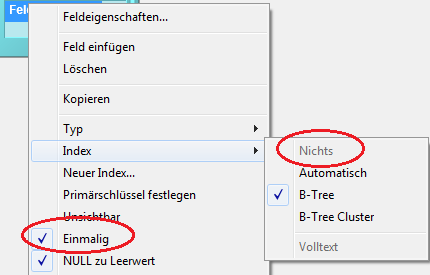 Feld
Feldeigenschaften...
Feld einfügen
Löschen
Kopieren
Typ
Index
Neuer Index...
Primärschlüssel festlegen
Unsichtbar
Einmalig
NULL zu Leerwert
Nichts
Automatisch
B-Tree
B-Tree Cluster
Volltext